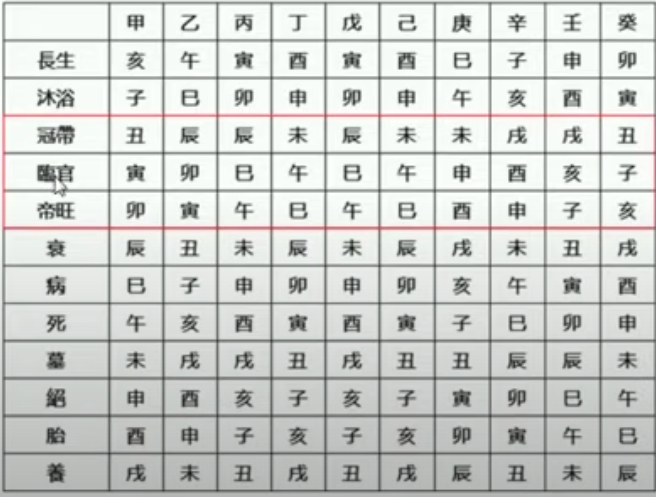 甲 乙 丙 丁 戊 己 庚 辛 壬 癸
長生 亥 午 寅 酉 寅 酉 巳 子 申 卯
沐浴 子 巳 卯 申 卯 申 午 亥 酉 寅
冠帶 丑 辰 辰 未 辰 未 未 戌 戌 丑
臨官 寅 卯 巳 午 巳 午 申 酉 亥 子
帝旺 卯 寅 午 巳 午 巳 酉 申 子 亥
衰 辰 丑 未 辰 未 辰 戌 未 丑 戌
病 巳 子 申 卯 申 卯 亥 午 寅 酉
死 午 亥 酉 寅 酉 寅 子 巳 卯 申
墓 未 戌 戌 丑 戌 丑 丑 辰 辰 未
絕 申 酉 亥 子 亥 子 寅 卯 巳 午
胎 酉 申 子 亥 子 亥 卯 寅 午 巳
養 戌 未 丑 戌 丑 戌 辰 丑 未 辰